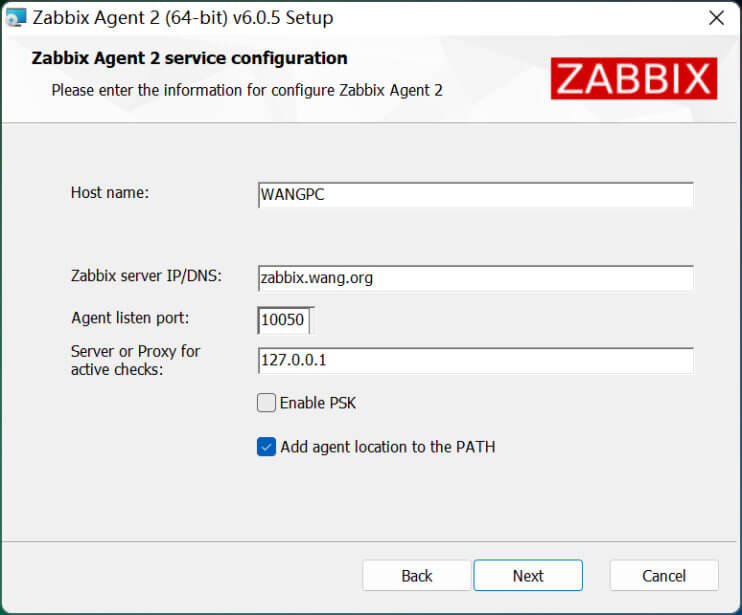 Zabbix Agent 2 (64-bit) v6.0.5 Setup
Zabbix Agent 2 service configuration
Please enter the information for configure Zabbix Agent 2
ZABBIX
Host name:
WANGPC
Zabbix server IP/DNS:
zabbix.wang.org
Agent listen port:
10050
Server or Proxy for
active checks:
127.0.0.1
Enable PSK
Add agent location to the PATH
Back
Next
Cancel